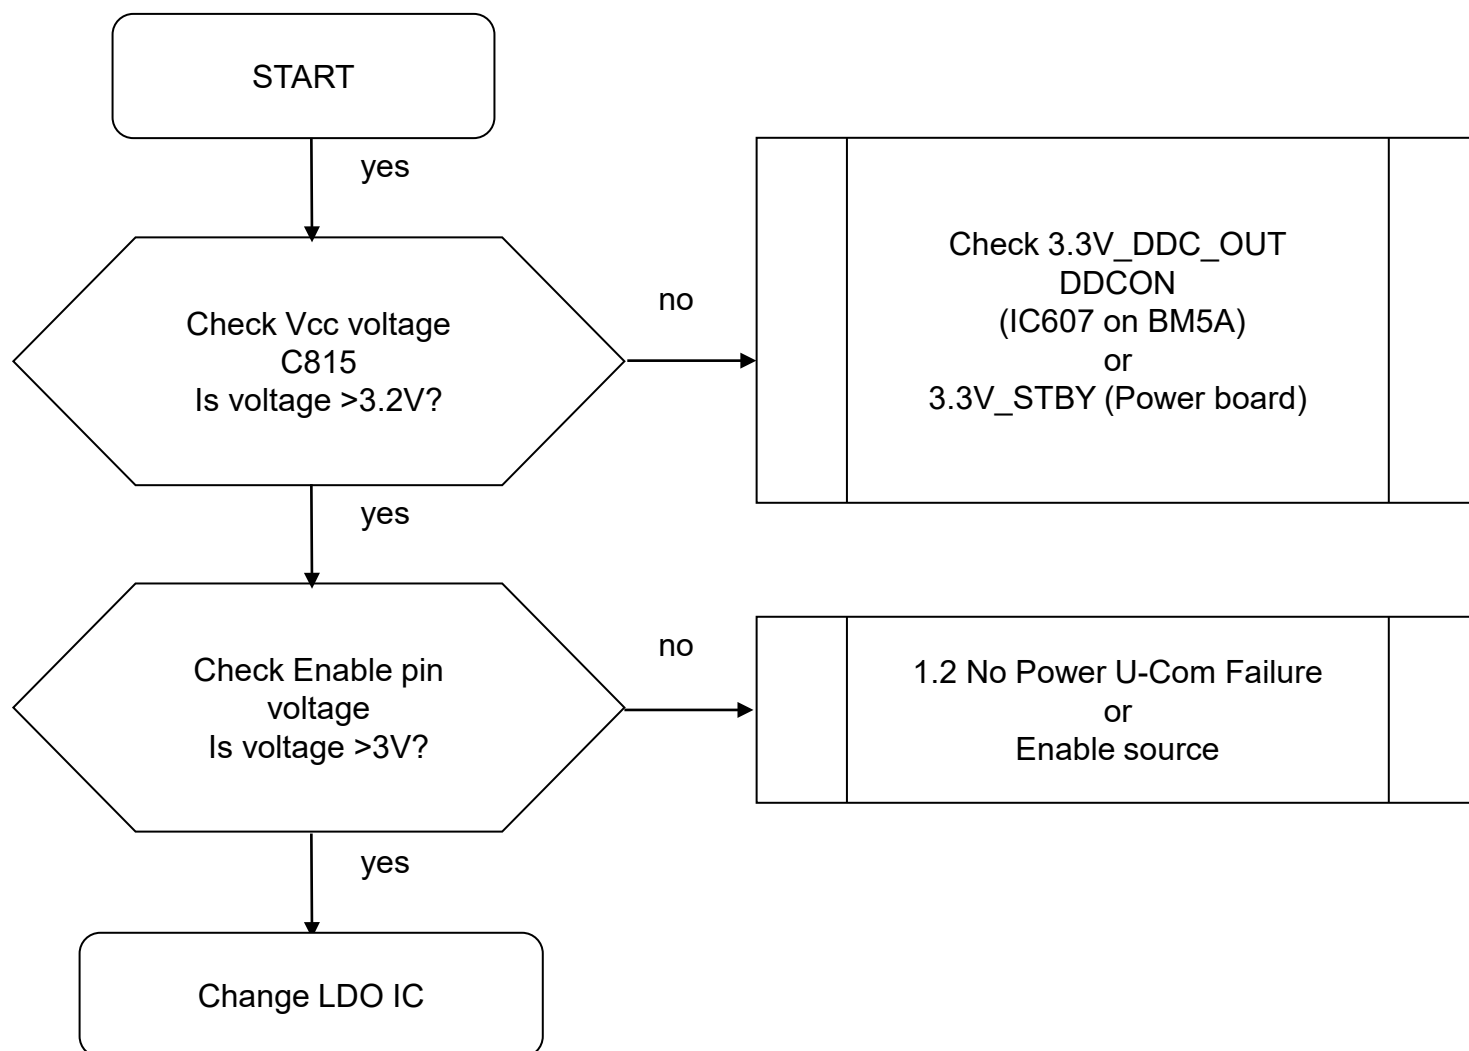 START
yes
Check Vcc voltage
C815
Is voltage >3.2V?
no
Check 3.3V_DDC_OUT
DDCON
(IC607 on BM5A)
or
3.3V_STBY (Power board)
yes
Check Enable pin
voltage
Is voltage >3V?
no
1.2 No Power U-Com Failure
or
Enable source
yes
Change LDO IC